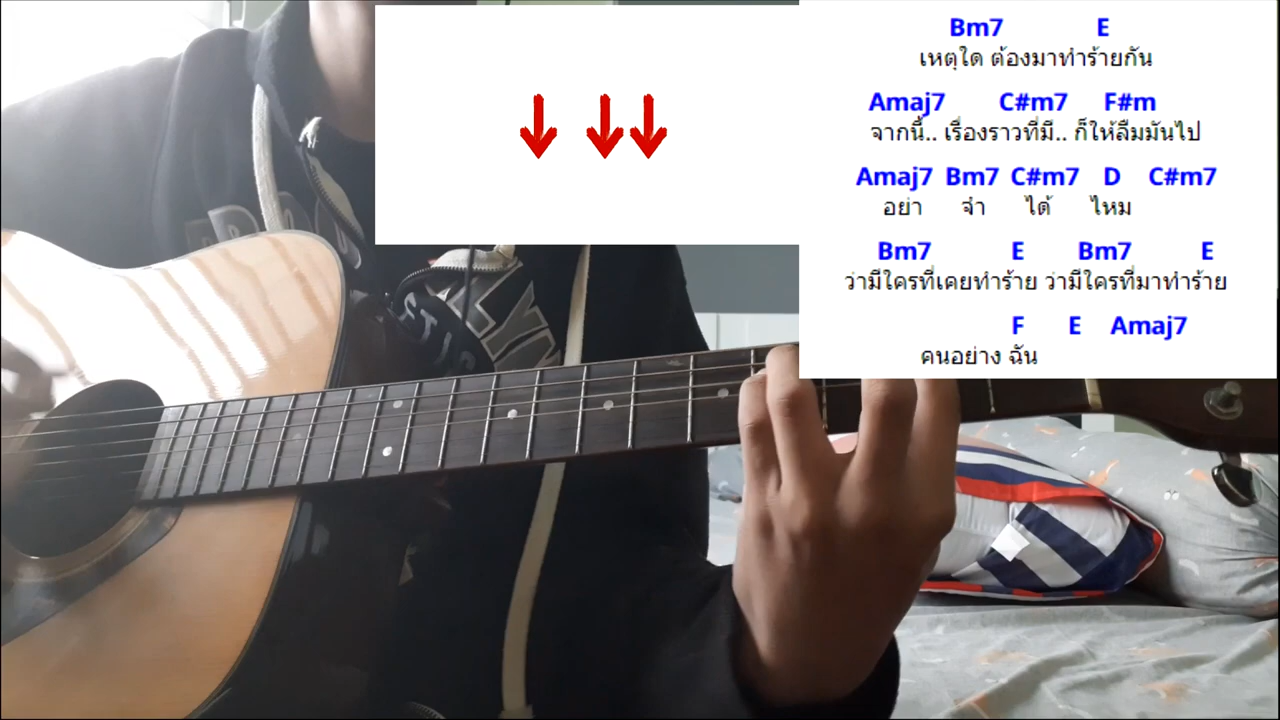 Bm7 E
เหตุใด ต้องมาทำร้ายกัน
Amaj7 C#m7 F#m
จากนี้.. เรื่องราวที่มี.. ก็ให้ลืมมันไป
Amaj7 Bm7 C#m7 D C#m7
อย่า จำ ได้ ไหม
Bm7 E Bm7 E
ว่ามีใครที่เคยทำร้าย ว่ามีใครที่มาทำร้าย
F E Amaj7
คนอย่าง ฉัน